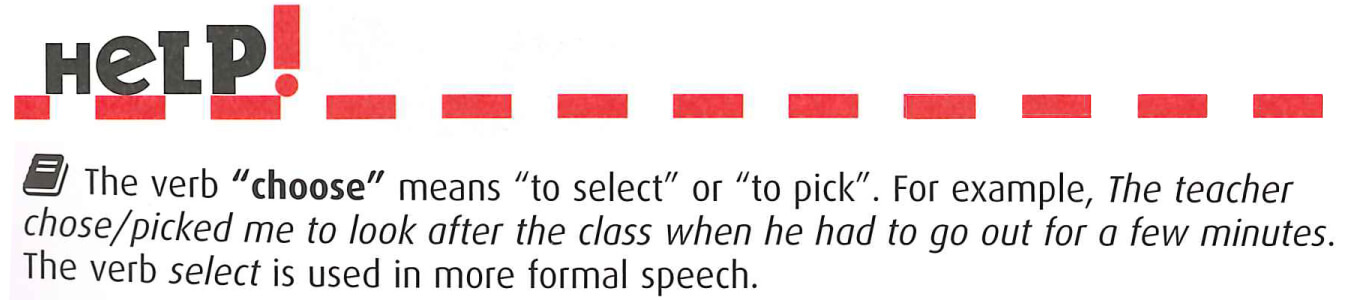 HeLP!
The verb “choose” means “to select” or “to pick”. For example, The teacher
chose/picked me to look after the class when he had to go out for a few minutes.
The verb select is used in more formal speech.